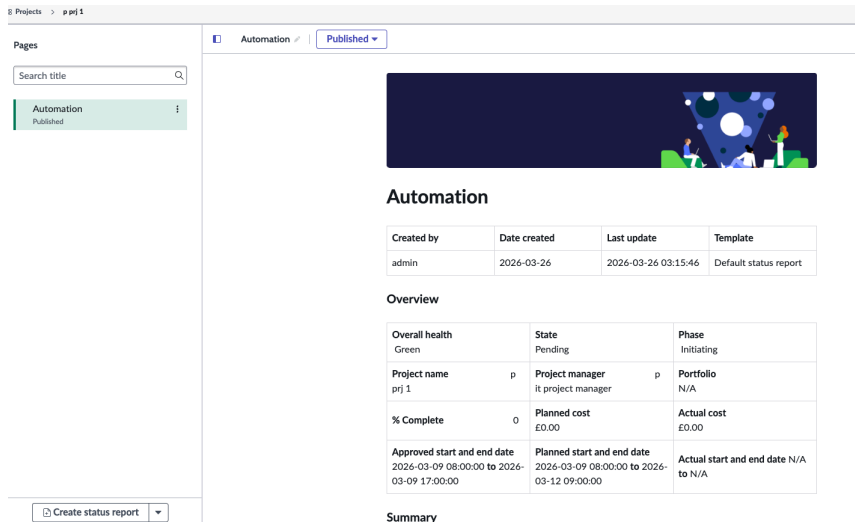 Projects > p prj 1
Pages
Search title
Automation
Published
Create status report
Automation
Published
Automation
Created by Date created Last update Template
admin 2026-03-26 2026-03-26 03:15:46 Default status report
Overview
Overall health State Phase
Green Pending Initiating
Project name p Project manager p Portfolio
prj 1 it project manager N/A
% Complete 0 Planned cost Actual cost
£0.00 £0.00
Approved start and end date Planned start and end date Actual start and end date N/A
2026-03-09 08:00:00 to 2026- 2026-03-09 08:00:00 to 2026- to N/A
03-09 17:00:00 03-12 09:00:00
Summary